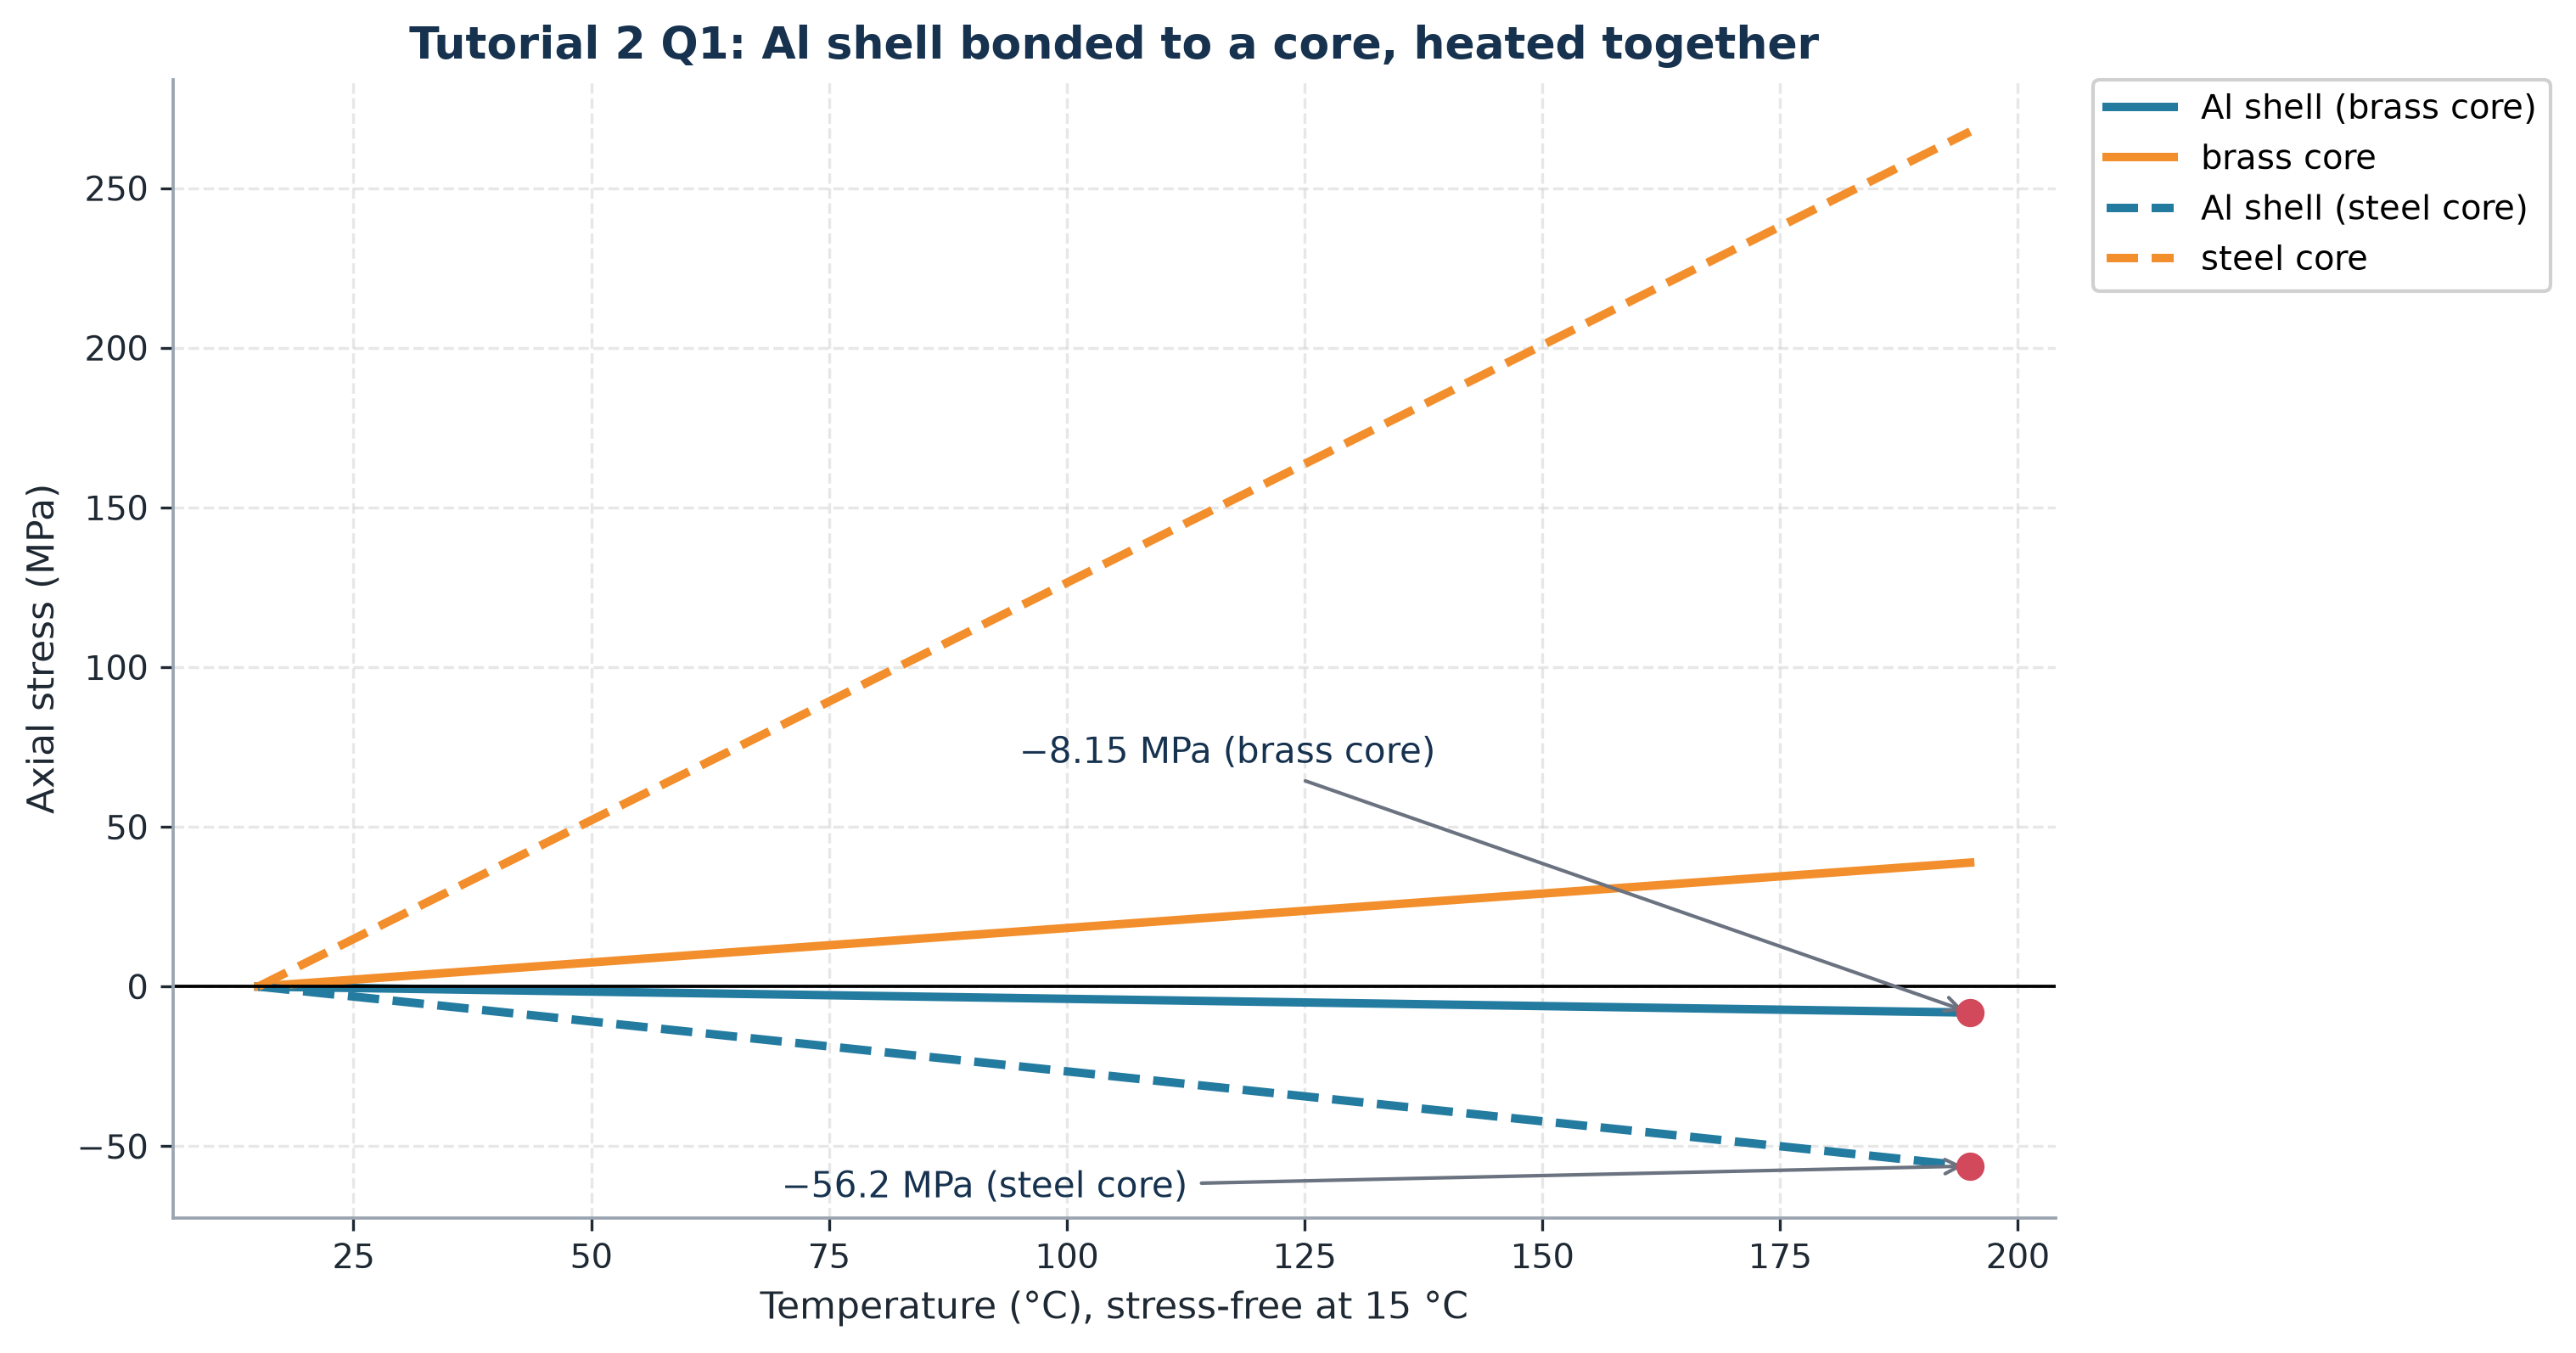 Tutorial 2 Q1: Al shell bonded to a core, heated together
Al shell (brass core)
brass core
Al shell (steel core)
steel core
Axial stress (MPa)
250
200
150
100
50
0
−50
−8.15 MPa (brass core)
−56.2 MPa (steel core)
25 50 75 100 125 150 175 200
Temperature (°C), stress-free at 15 °C